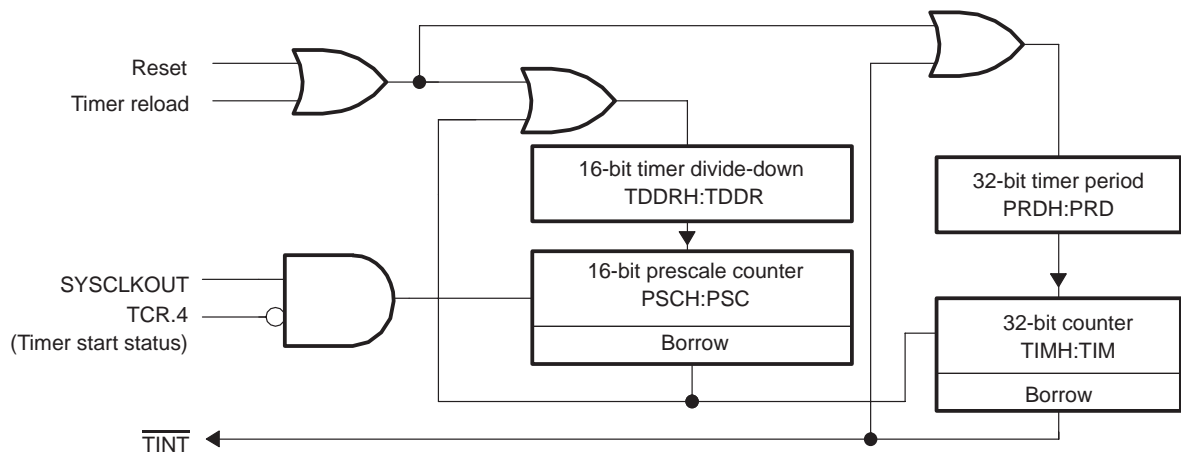 Reset
Timer reload
16-bit timer divide-down
TDDRH:TDDR
32-bit timer period
PRDH:PRD
SYSCLKOUT
TCR.4
(Timer start status)
16-bit prescale counter
PSCH:PSC
Borrow
32-bit counter
TIMH:TIM
Borrow
TINT